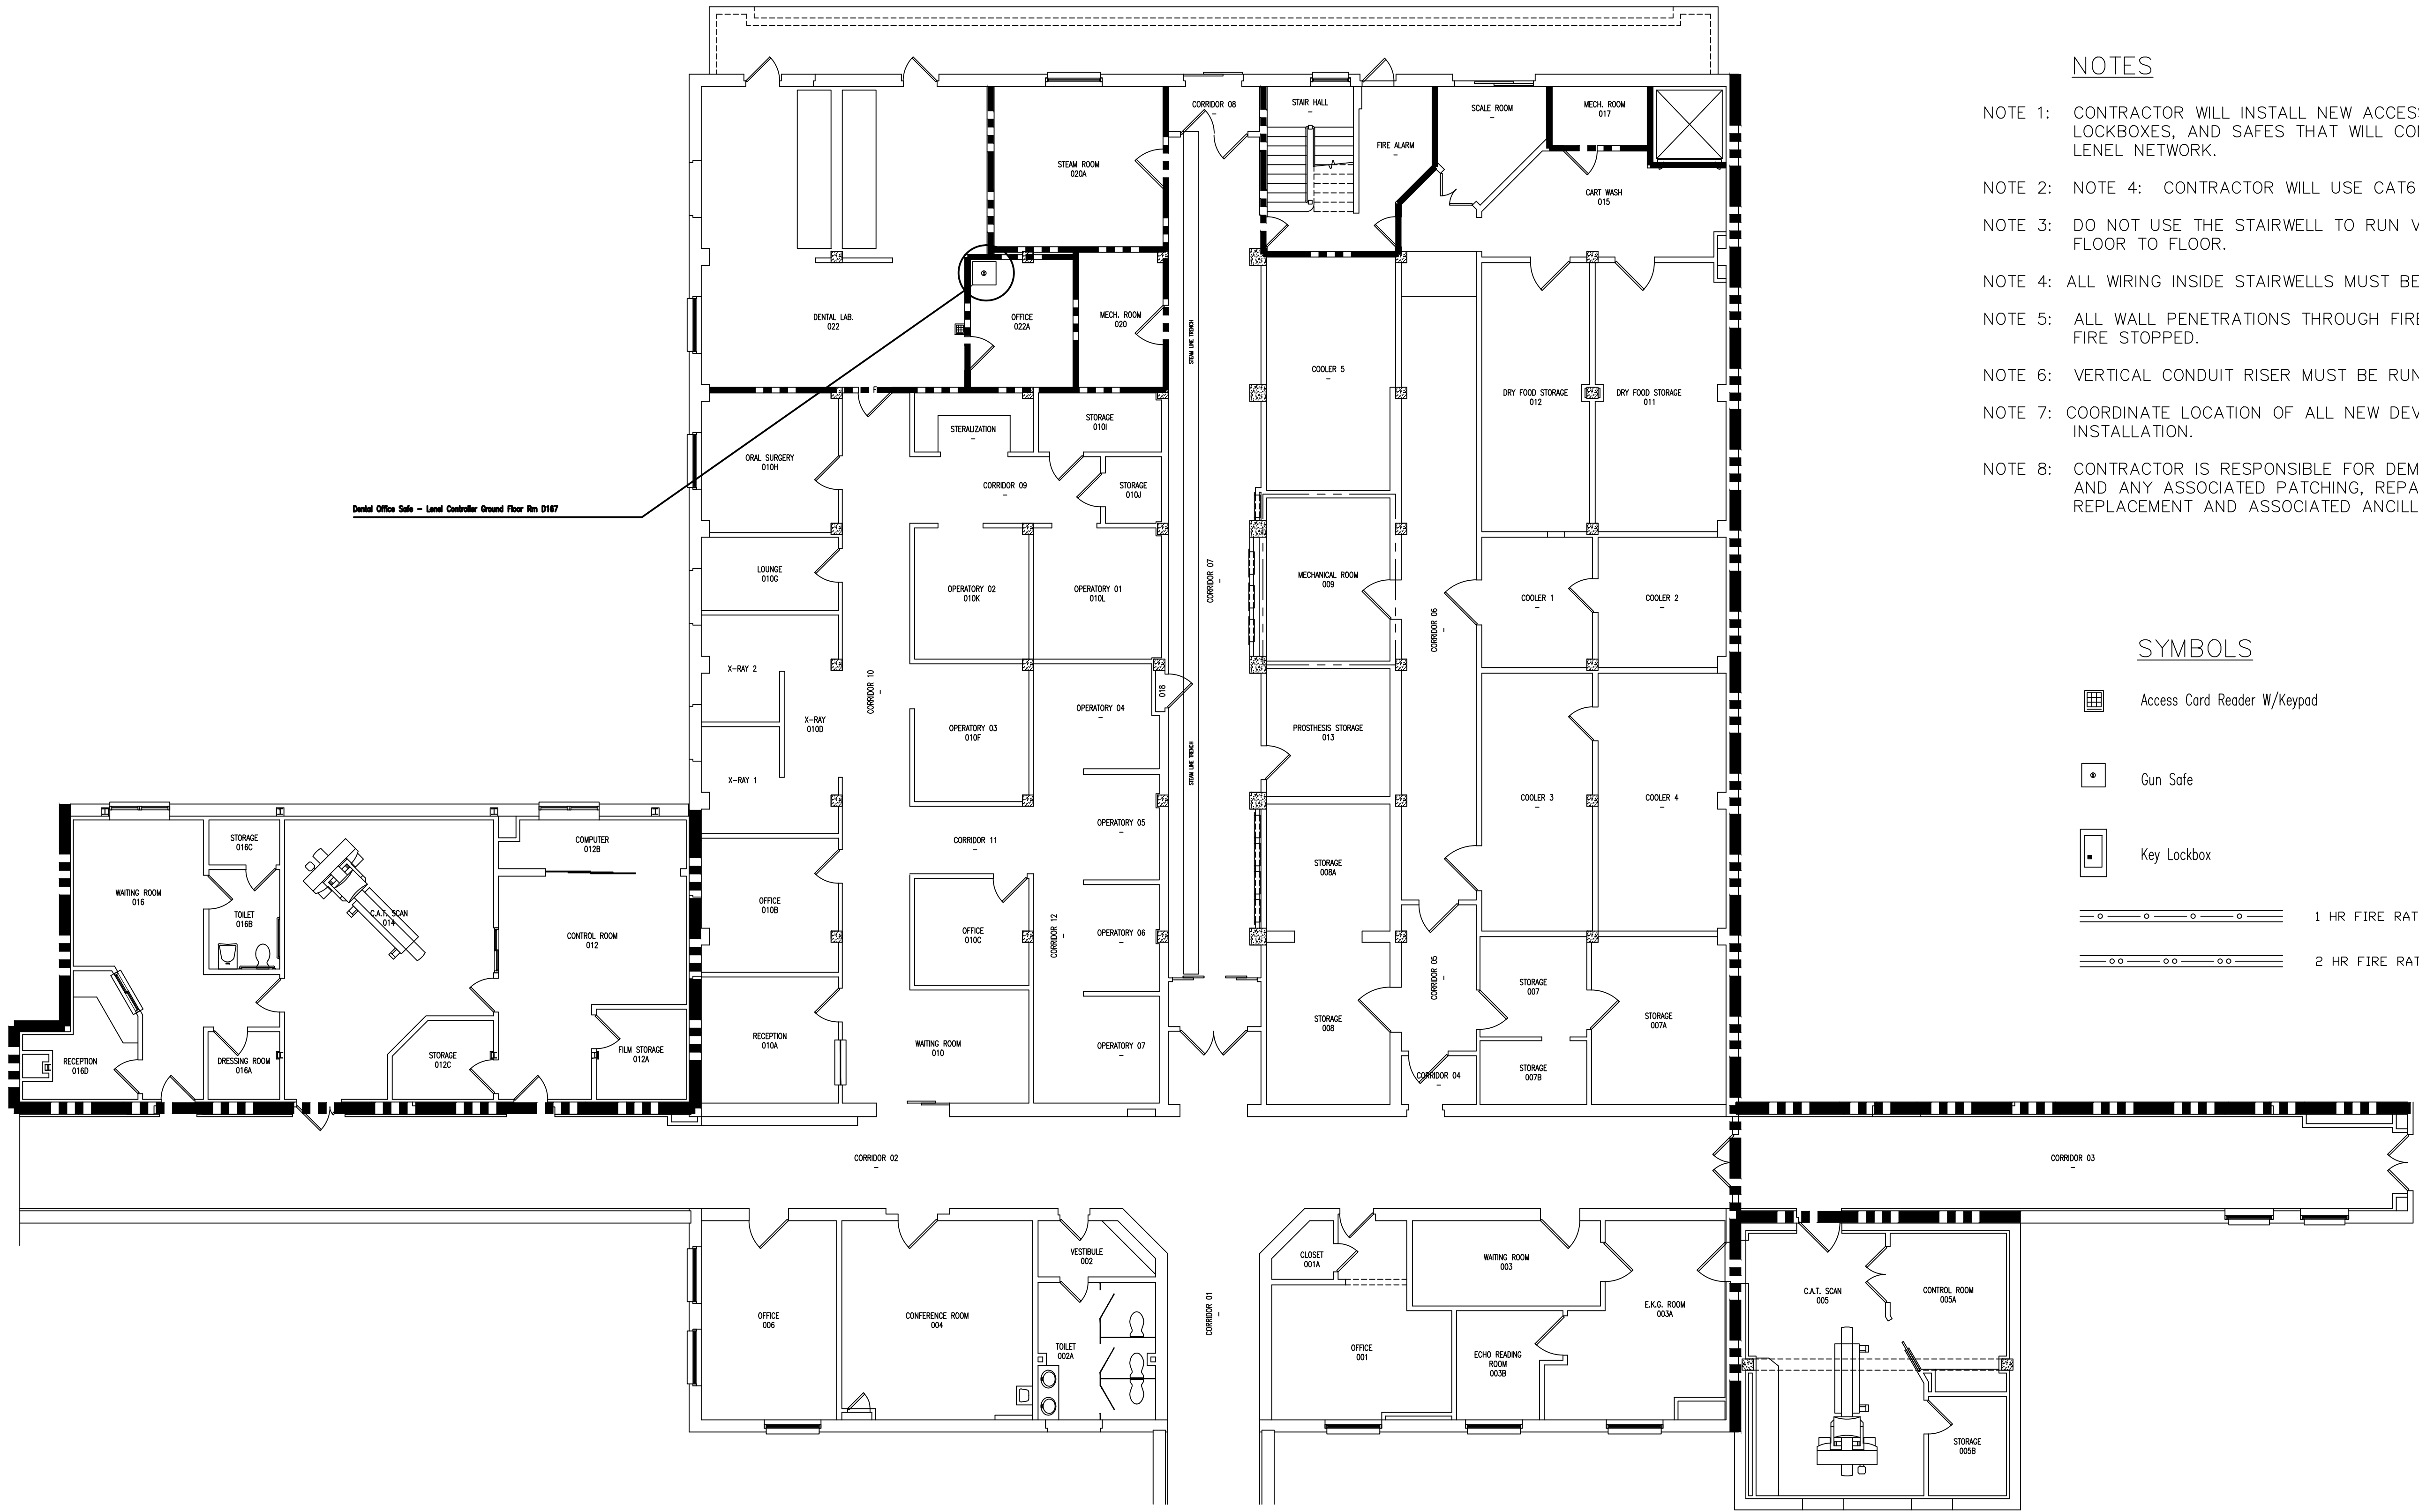 NOTES
NOTE 1: CONTRACTOR WILL INSTALL NEW ACCESS
LOCKBOXES, AND SAFES THAT WILL
LENEL NETWORK.
NOTE 2: NOTE 4: CONTRACTOR WILL USE CAT6
NOTE 3: DO NOT USE THE STAIRWELL TO RUN
FLOOR TO FLOOR.
NOTE 4: ALL WIRING INSIDE STAIRWELLS MUST BE
NOTE 5: ALL WALL PENETRATIONS THROUGH FIRE
FIRE STOPPED.
NOTE 6: VERTICAL CONDUIT RISER MUST BE RUN
NOTE 7: COORDINATE LOCATION OF ALL NEW DEV
INSTALLATION.
NOTE 8: CONTRACTOR IS RESPONSIBLE FOR DEM
AND ANY ASSOCIATED PATCHING, REPA
REPLACEMENT AND ASSOCIATED ANCILL
SYMBOLS
Access Card Reader W/Keypad
Gun Safe
Key Lockbox
1 HR FIRE RAT
2 HR FIRE RAT
CORRIDOR 08
STAIR HALL
FIRE ALARM
SCALE ROOM
MECH. ROOM
017
STEAM ROOM
020A
CART WASH
015
DENTAL LAB.
022
OFFICE
022A
MECH. ROOM
020
STEAM LINE TRENCH
COOLER 5
DRY FOOD STORAGE
012
DRY FOOD STORAGE
011
STERALIZATION
STORAGE
010I
ORAL SURGERY
010H
CORRIDOR 09
STORAGE
010J
Dental Office Safe - Lenel Controller Ground Floor Rm D167
LOUNGE
010G
OPERATORY 02
010K
OPERATORY 01
010L
CORRIDOR 07
MECHANICAL ROOM
009
CORRIDOR 06
COOLER 1
COOLER 2
X-RAY 2
CORRIDOR 10
018
X-RAY
010D
OPERATORY 03
010F
OPERATORY 04
STEAM LINE TRENCH
PROSTHESIS STORAGE
013
X-RAY 1
COOLER 3
COOLER 4
OPERATORY 05
CORRIDOR 11
STORAGE
016C
COMPUTER
012B
WAITING ROOM
016
TOILET
016B
C.A.T. SCAN
014
CONTROL ROOM
012
OFFICE
010B
OFFICE
010C
CORRIDOR 12
OPERATORY 06
STORAGE
008A
CORRIDOR 05
STORAGE
007
STORAGE
007A
RECEPTION
016D
DRESSING ROOM
016A
STORAGE
012C
FILM STORAGE
012A
RECEPTION
010A
WAITING ROOM
010
OPERATORY 07
STORAGE
008
CORRIDOR 04
STORAGE
007B
CORRIDOR 02
CORRIDOR 03
VESTIBULE
002
CLOSET
001A
WAITING ROOM
003
OFFICE
006
CONFERENCE ROOM
004
TOILET
002A
CORRIDOR 01
OFFICE
001
ECHO READING
ROOM
003B
E.K.G. ROOM
003A
C.A.T. SCAN
005
CONTROL ROOM
005A
STORAGE
005B